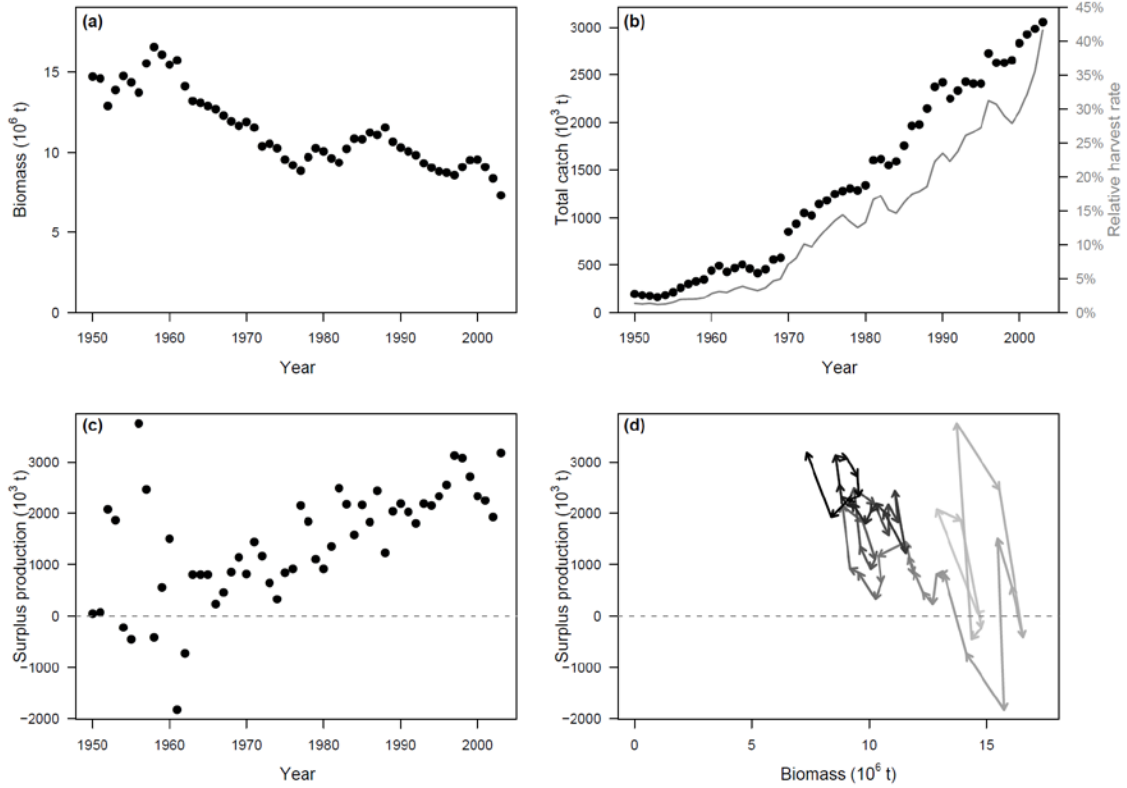 (a)
Biomass (10⁶ t)
15
10
5
0
1950 1960 1970 1980 1990 2000
Year
(b)
Total catch (10³ t)
3000
2500
2000
1500
1000
500
0
45%
40%
35%
30%
25%
20%
15%
10%
5%
0%
Relative harvest rate
1950 1960 1970 1980 1990 2000
Year
(c)
Surplus production (10³ t)
3000
2000
1000
0
−1000
−2000
1950 1960 1970 1980 1990 2000
Year
(d)
Surplus production (10³ t)
3000
2000
1000
0
−1000
−2000
0 5 10 15
Biomass (10⁶ t)